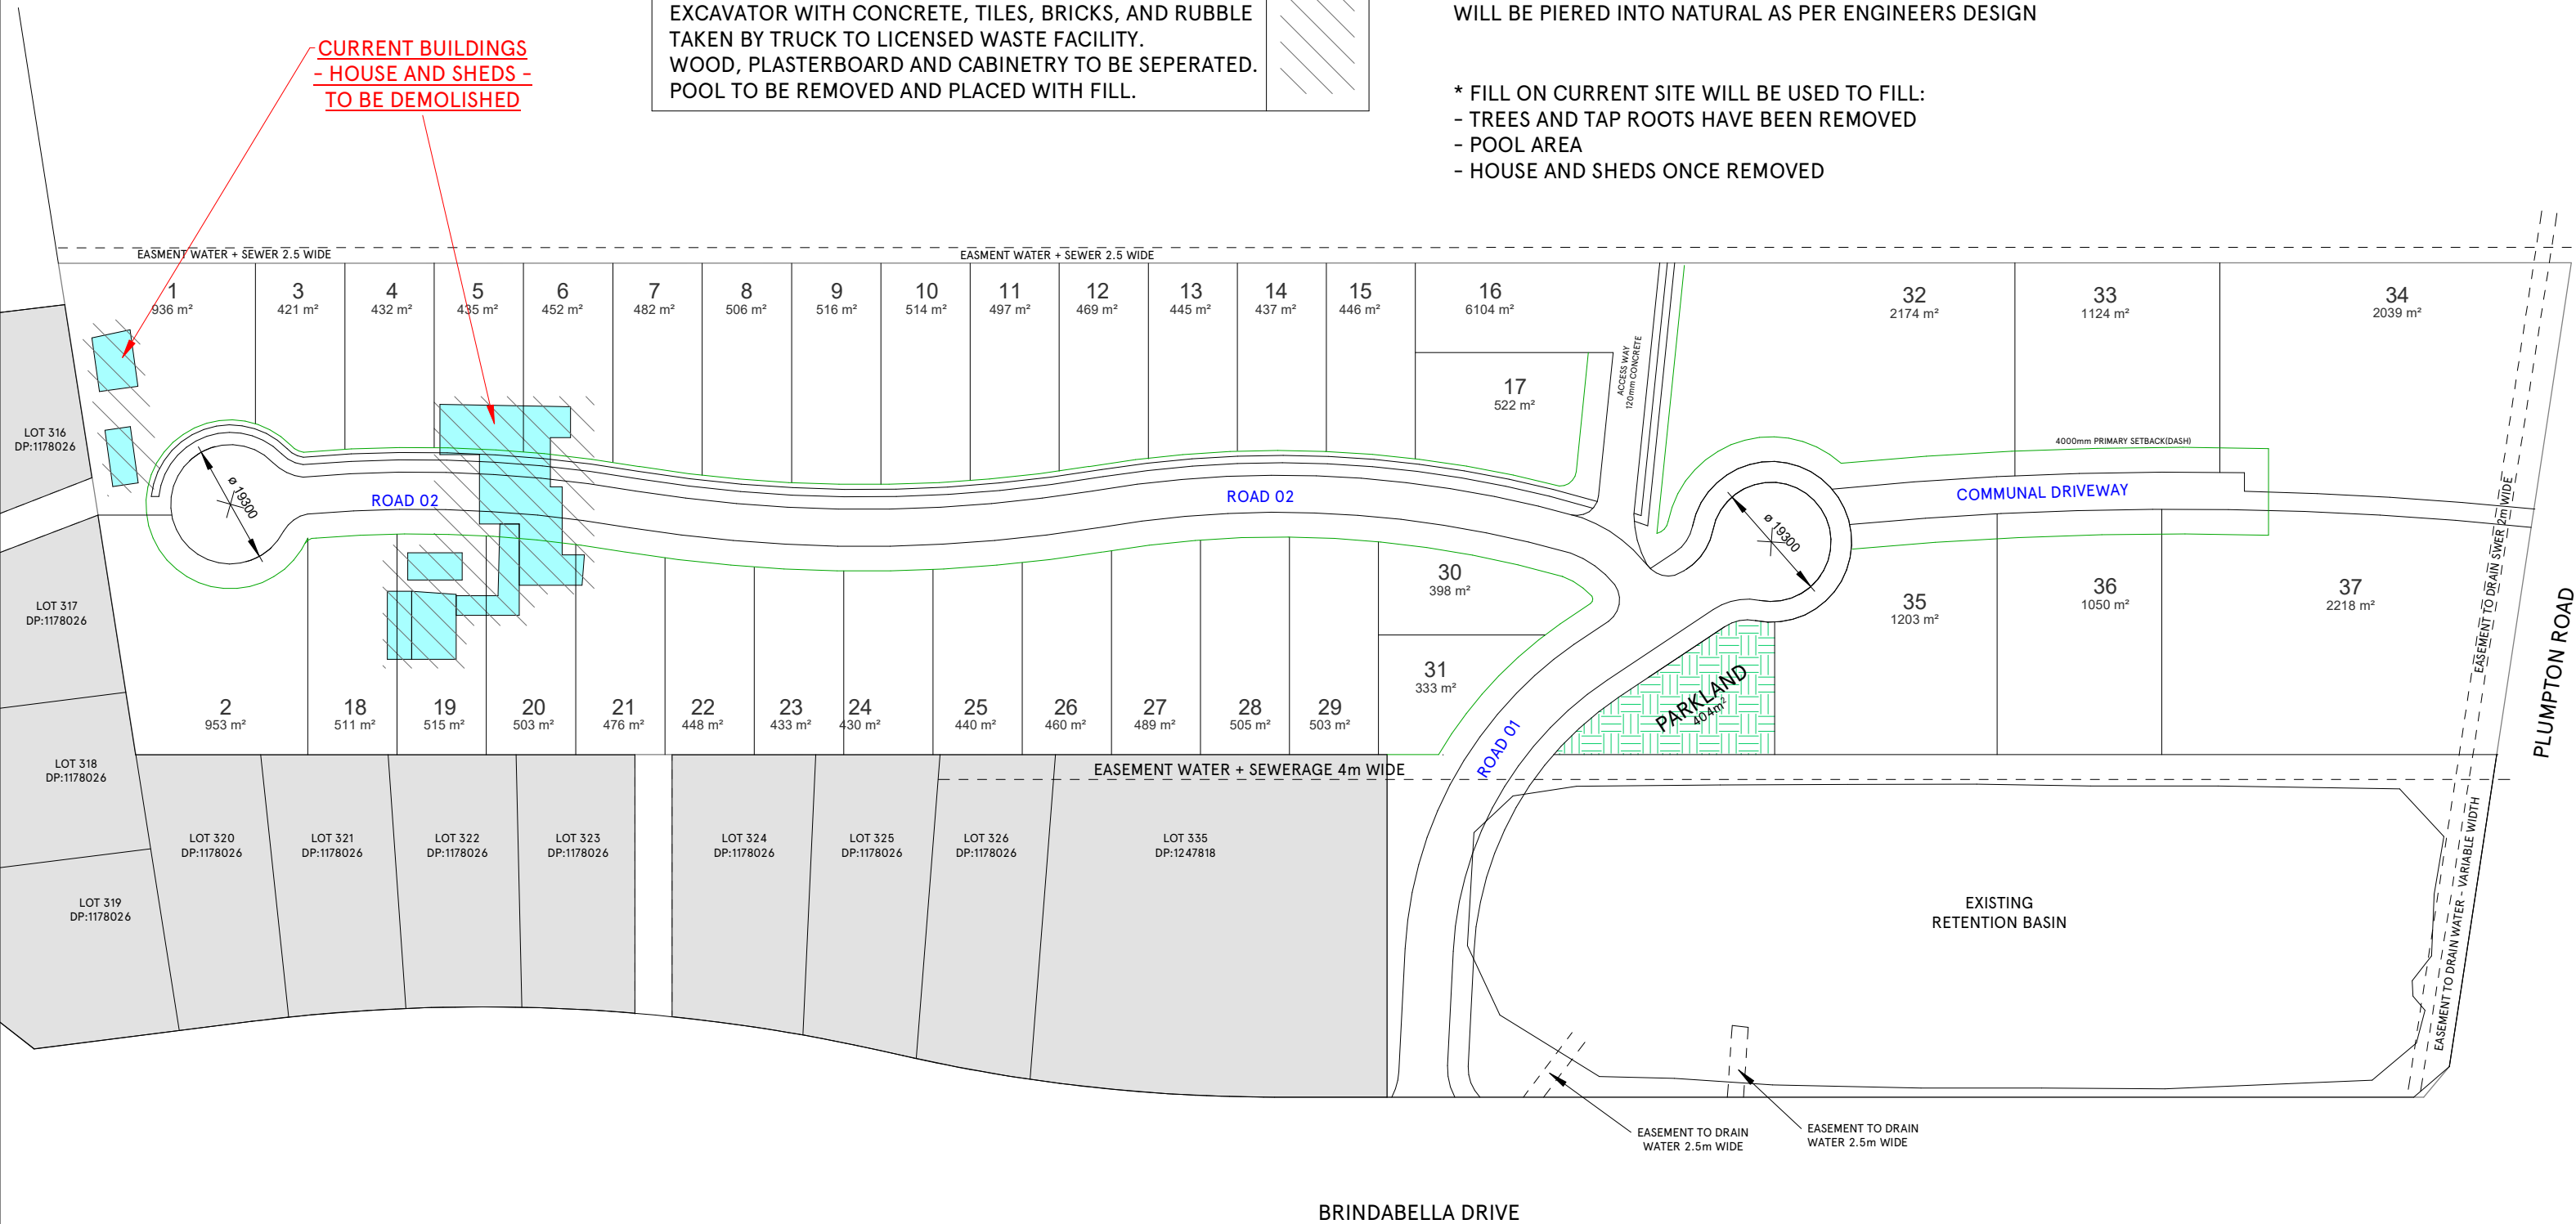 EXCAVATOR WITH CONCRETE, TILES, BRICKS, AND RUBBLE
TAKEN BY TRUCK TO LICENSED WASTE FACILITY.
WOOD, PLASTERBOARD AND CABINETRY TO BE SEPERATED.
POOL TO BE REMOVED AND PLACED WITH FILL.
WILL BE PIERED INTO NATURAL AS PER ENGINEERS DESIGN
* FILL ON CURRENT SITE WILL BE USED TO FILL:
- TREES AND TAP ROOTS HAVE BEEN REMOVED
- POOL AREA
- HOUSE AND SHEDS ONCE REMOVED
CURRENT BUILDINGS
- HOUSE AND SHEDS -
TO BE DEMOLISHED
EASMENT WATER + SEWER 2.5 WIDE
EASMENT WATER + SEWER 2.5 WIDE
1
936 m²
3
421 m²
4
432 m²
5
435 m²
6
452 m²
7
482 m²
8
506 m²
9
516 m²
10
514 m²
11
497 m²
12
469 m²
13
445 m²
14
437 m²
15
446 m²
16
6104 m²
17
522 m²
ACCESS WAY
120mm CONCRETE
32
2174 m²
33
1124 m²
34
2039 m²
4000mm PRIMARY SETBACK(DASH)
LOT 316
DP:1178026
ø 19300
ROAD 02
ROAD 02
ø 19300
COMMUNAL DRIVEWAY
EASEMENT TO DRAIN SWER 2m WIDE
PLUMPTON ROAD
LOT 317
DP:1178026
30
398 m²
31
333 m²
35
1203 m²
36
1050 m²
37
2218 m²
PARKLAND
404m²
2
953 m²
18
511 m²
19
515 m²
20
503 m²
21
476 m²
22
448 m²
23
433 m²
24
430 m²
25
440 m²
26
460 m²
27
489 m²
28
505 m²
29
503 m²
ROAD 01
LOT 318
DP:1178026
EASEMENT WATER + SEWERAGE 4m WIDE
LOT 320
DP:1178026
LOT 321
DP:1178026
LOT 322
DP:1178026
LOT 323
DP:1178026
LOT 324
DP:1178026
LOT 325
DP:1178026
LOT 326
DP:1178026
LOT 335
DP:1247818
LOT 319
DP:1178026
EXISTING
RETENTION BASIN
EASEMENT TO DRAIN WATER - VARIABLE WIDTH
EASEMENT TO DRAIN
WATER 2.5m WIDE
EASEMENT TO DRAIN
WATER 2.5m WIDE
BRINDABELLA DRIVE